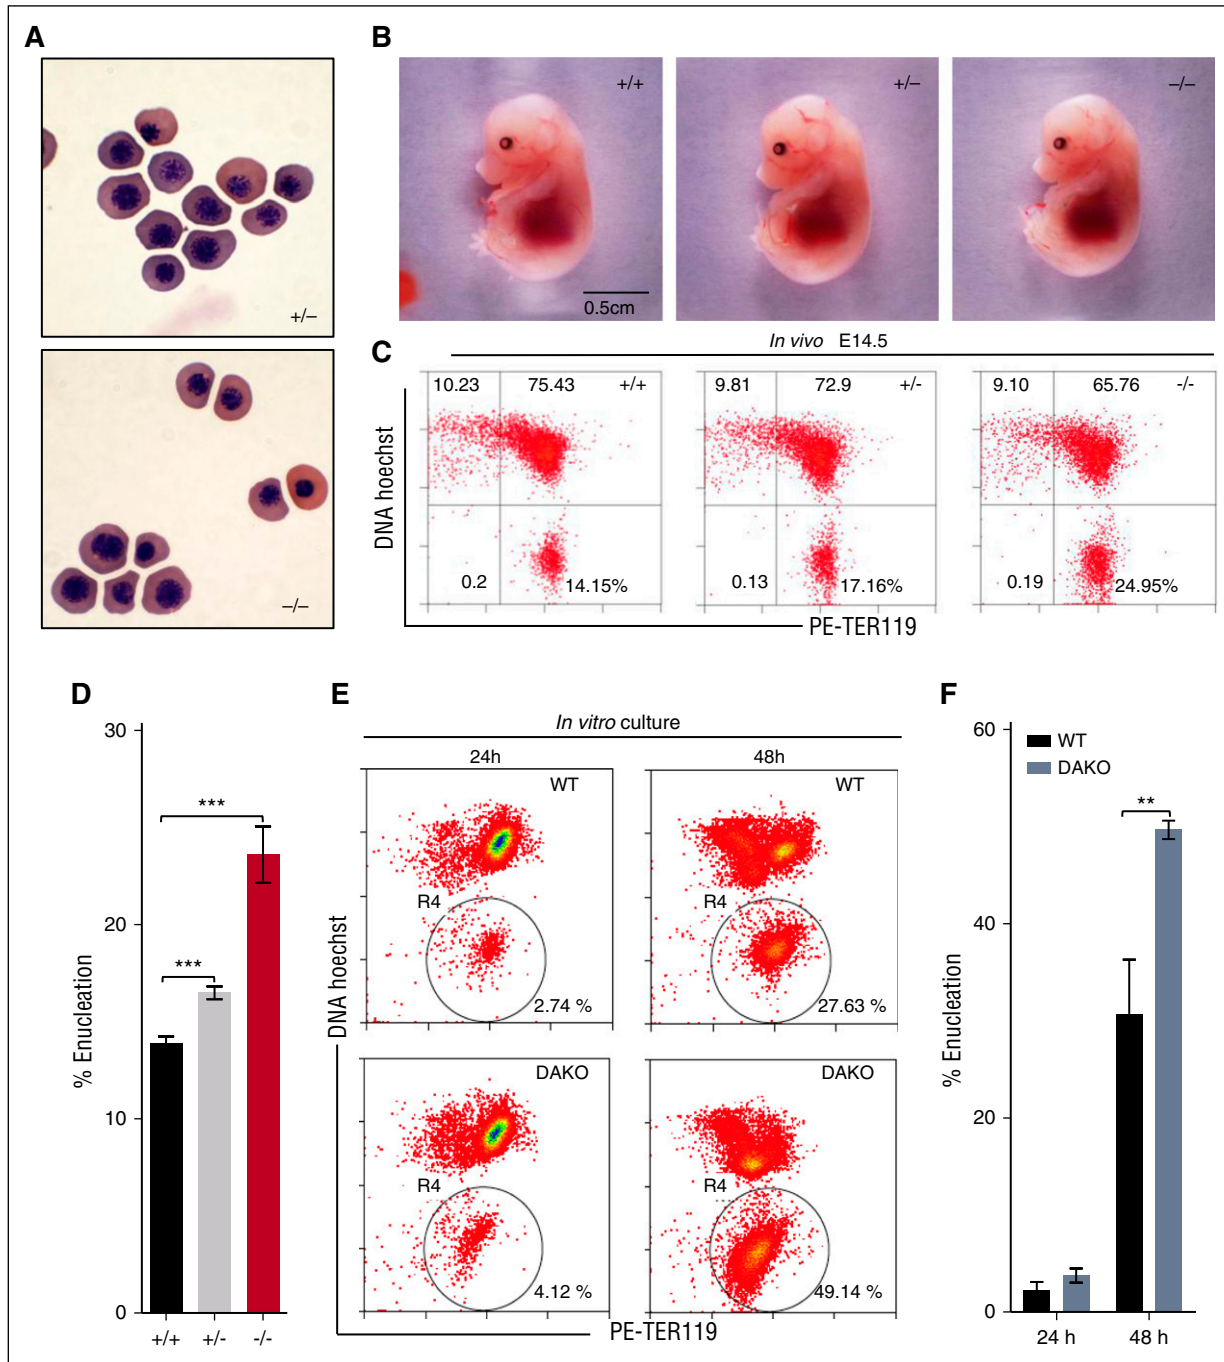 A
+/–
–/–
B
+/+
+/–
–/–
0.5cm
C
In vivo E14.5
10.23 75.43 +/+
0.2 14.15%
9.81 72.9 +/-
0.13 17.16%
9.10 65.76 -/-
0.19 24.95%
DNA hoechst
PE-TER119
D
% Enucleation
30
20
10
0
***
***
+/+ +/- -/-
E
In vitro culture
24h 48h
WT
R4
2.74 %
WT
R4
27.63 %
DAKO
R4
4.12 %
DAKO
R4
49.14 %
DNA hoechst
PE-TER119
F
% Enucleation
60
40
20
0
WT
DAKO
**
24 h 48 h